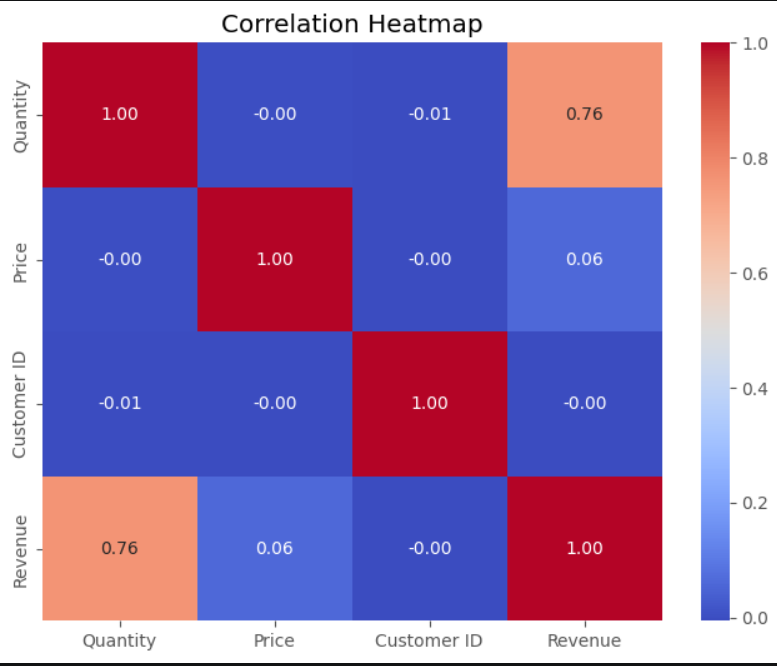 Correlation Heatmap
Quantity 1.00 -0.00 -0.01 0.76
Price -0.00 1.00 -0.00 0.06
Customer ID -0.01 -0.00 1.00 -0.00
Revenue 0.76 0.06 -0.00 1.00
Quantity Price Customer ID Revenue
1.0
0.8
0.6
0.4
0.2
0.0